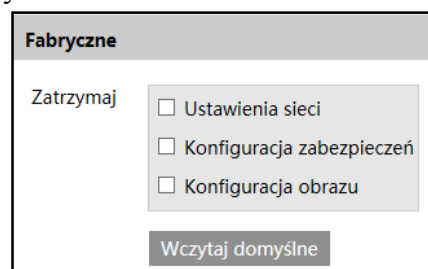 Fabryczne
Zatrzymaj
Ustawienia sieci
Konfiguracja zabezpieczeń
Konfiguracja obrazu
Wczytaj domyślne